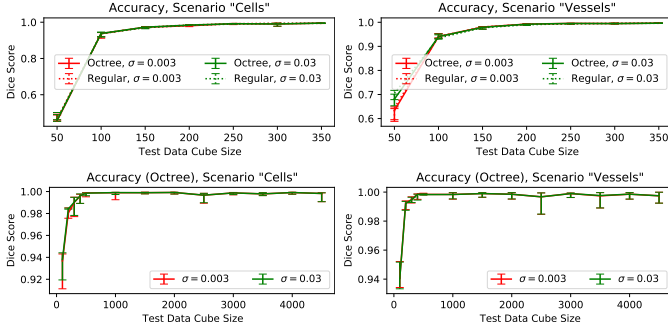 Accuracy, Scenario "Cells"
Dice Score
1.0
0.8
0.6
Octree, σ = 0.003
Octree, σ = 0.03
Regular, σ = 0.003
Regular, σ = 0.03
50 100 150 200 250 300 350
Test Data Cube Size
Accuracy, Scenario "Vessels"
Dice Score
1.0
0.9
0.8
0.7
0.6
Octree, σ = 0.003
Octree, σ = 0.03
Regular, σ = 0.003
Regular, σ = 0.03
50 100 150 200 250 300 350
Test Data Cube Size
Accuracy (Octree), Scenario "Cells"
Dice Score
1.00
0.98
0.96
0.94
0.92
σ = 0.003
σ = 0.03
0 1000 2000 3000 4000
Test Data Cube Size
Accuracy (Octree), Scenario "Vessels"
Dice Score
1.00
0.98
0.96
0.94
σ = 0.003
σ = 0.03
0 1000 2000 3000 4000
Test Data Cube Size